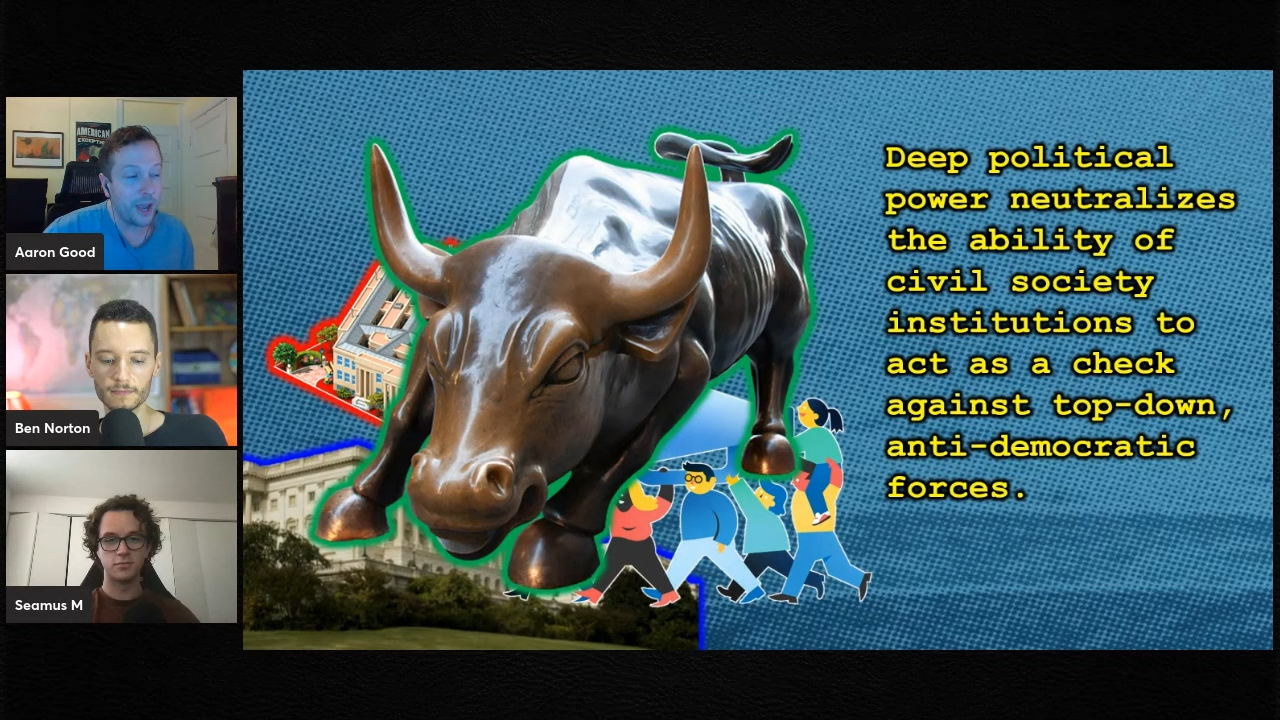 AMERICAN
Aaron Good
Ben Norton
Seamus M
Deep political
power neutralizes
the ability of
civil society
institutions to
act as a check
against top-down,
anti-democratic
forces.